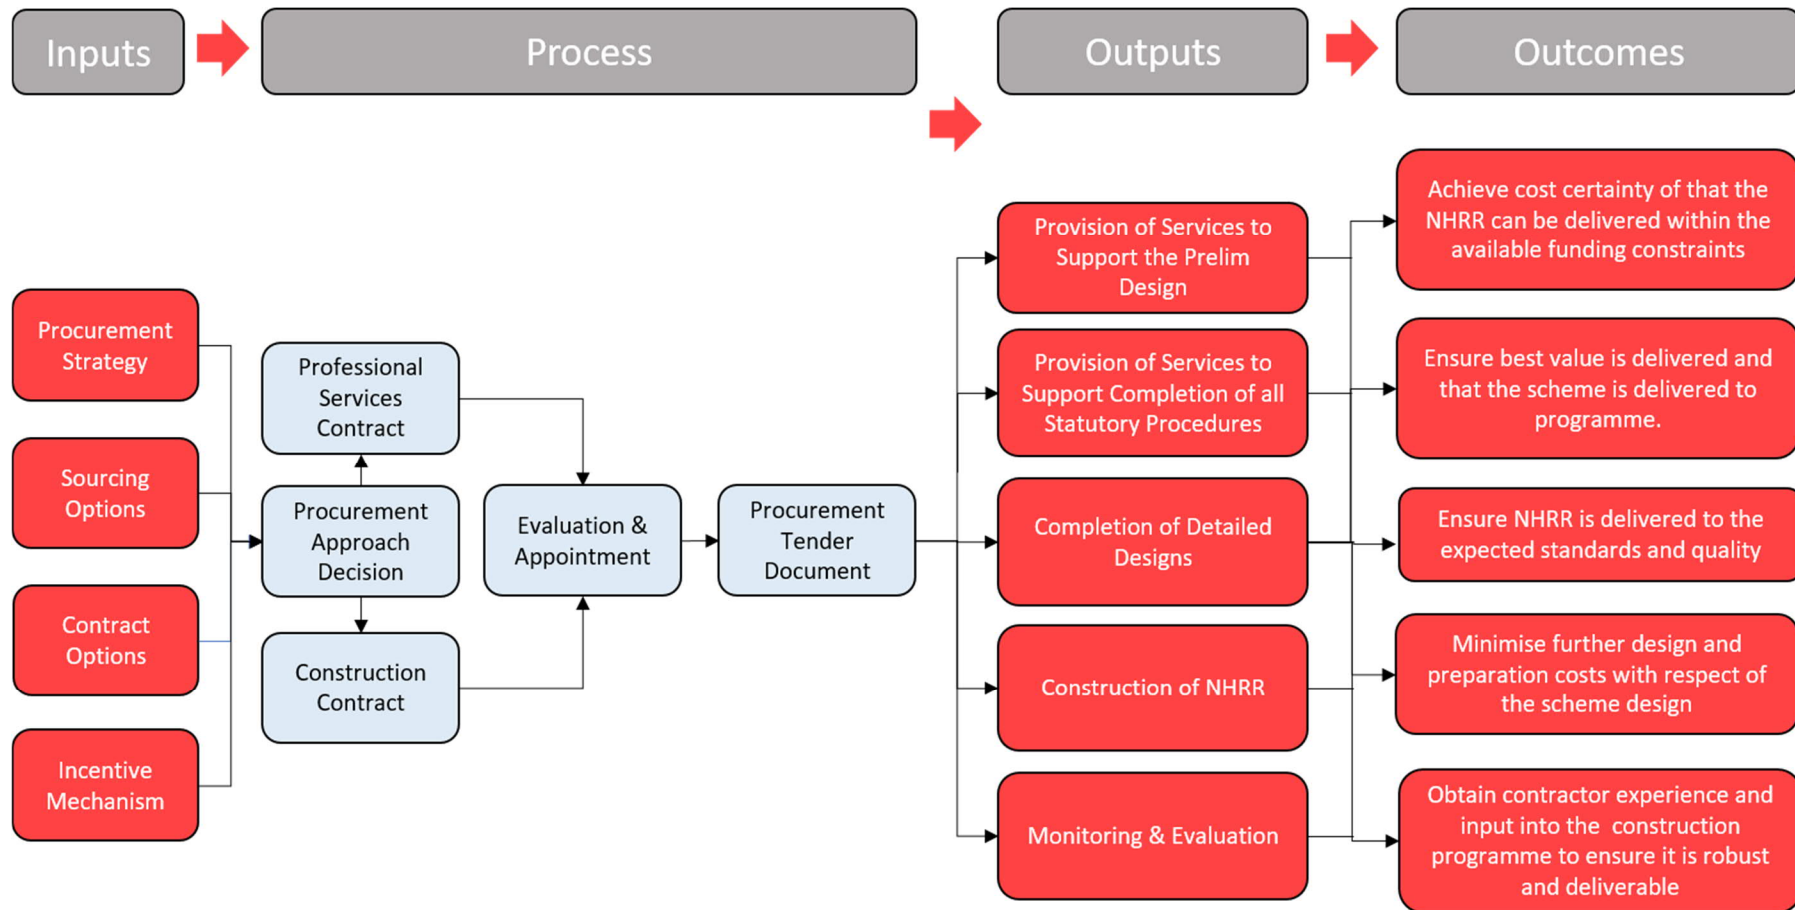 Inputs
Process
Outputs
Outcomes
Procurement
Strategy
Sourcing
Options
Contract
Options
Incentive
Mechanism
Professional
Services
Contract
Procurement
Approach
Decision
Construction
Contract
Evaluation &
Appointment
Procurement
Tender
Document
Provision of Services to
Support the Prelim
Design
Provision of Services to
Support Completion of all
Statutory Procedures
Completion of Detailed
Designs
Construction of NHRR
Monitoring & Evaluation
Achieve cost certainty of that the
NHRR can be delivered within the
available funding constraints
Ensure best value is delivered and
that the scheme is delivered to
programme.
Ensure NHRR is delivered to the
expected standards and quality
Minimise further design and
preparation costs with respect of
the scheme design
Obtain contractor experience and
input into the construction
programme to ensure it is robust
and deliverable